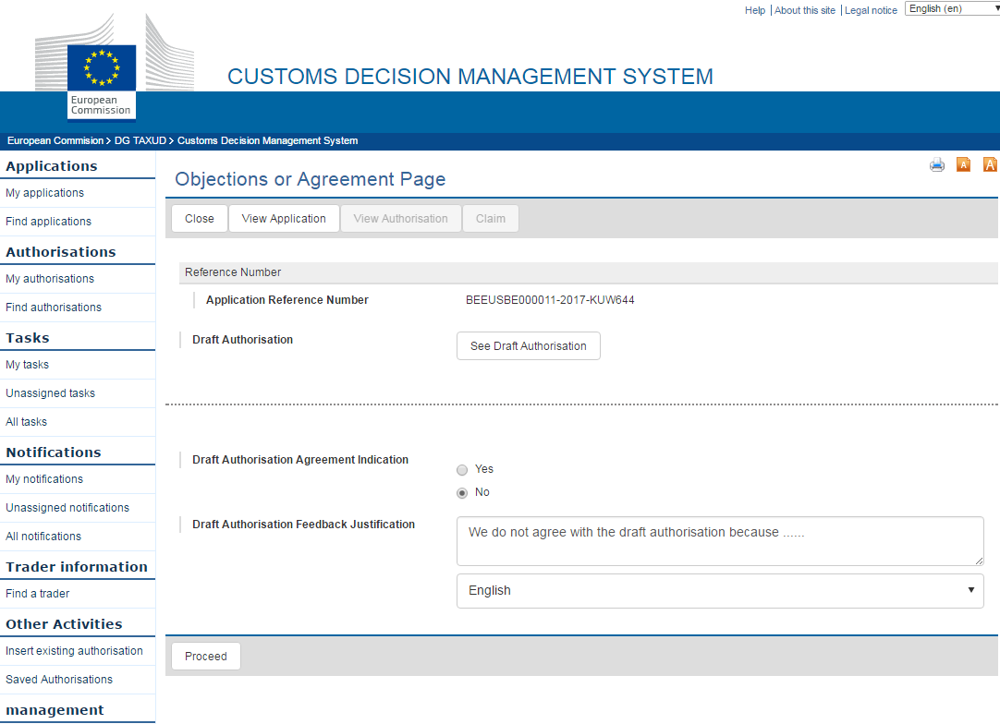 Help | About this site | Legal notice English (en)
CUSTOMS DECISION MANAGEMENT SYSTEM
European
Commission
European Commision > DG TAXUD > Customs Decision Management System
Applications
My applications
Find applications
Authorisations
My authorisations
Find authorisations
Tasks
My tasks
Unassigned tasks
All tasks
Notifications
My notifications
Unassigned notifications
All notifications
Trader information
Find a trader
Other Activities
Insert existing authorisation
Saved Authorisations
management
A A
Objections or Agreement Page
Close View Application View Authorisation Claim
Reference Number
Application Reference Number BEEUSBE000011-2017-KUW644
Draft Authorisation See Draft Authorisation
Draft Authorisation Agreement Indication
Yes
No
Draft Authorisation Feedback Justification
We do not agree with the draft authorisation because ......
English
Proceed